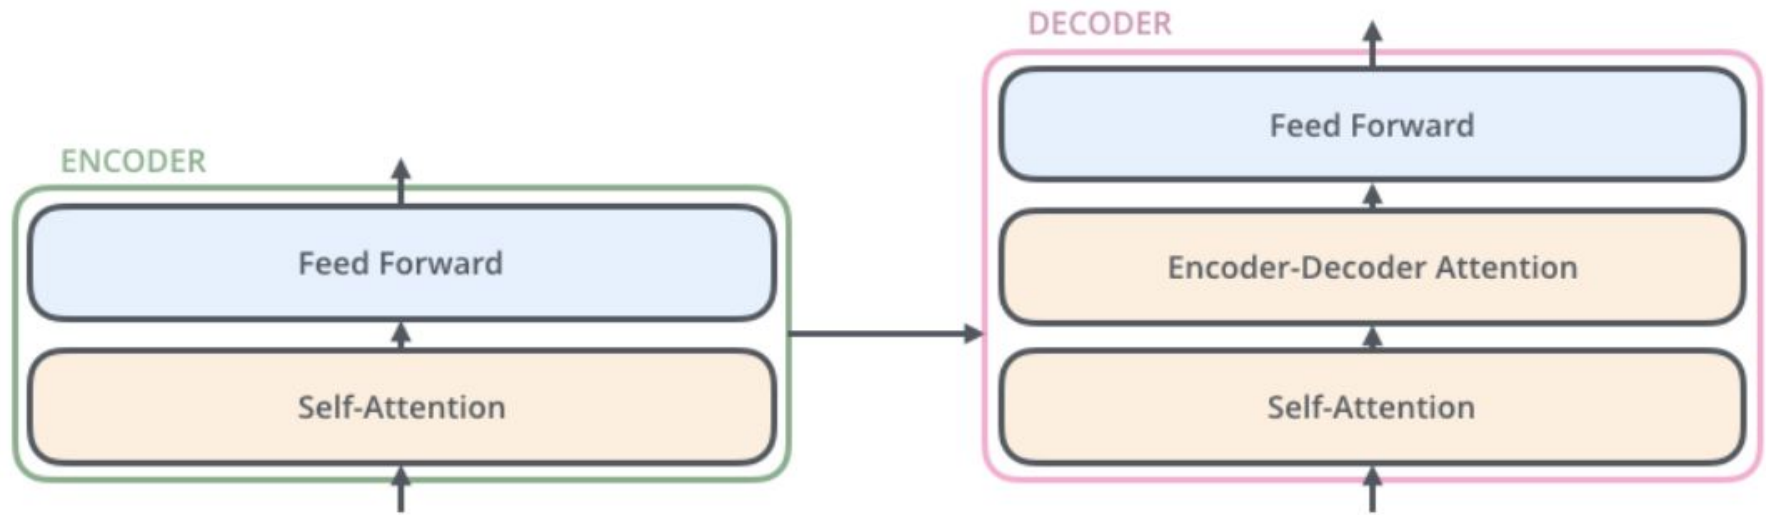 ENCODER
Feed Forward
Self-Attention
DECODER
Feed Forward
Encoder-Decoder Attention
Self-Attention